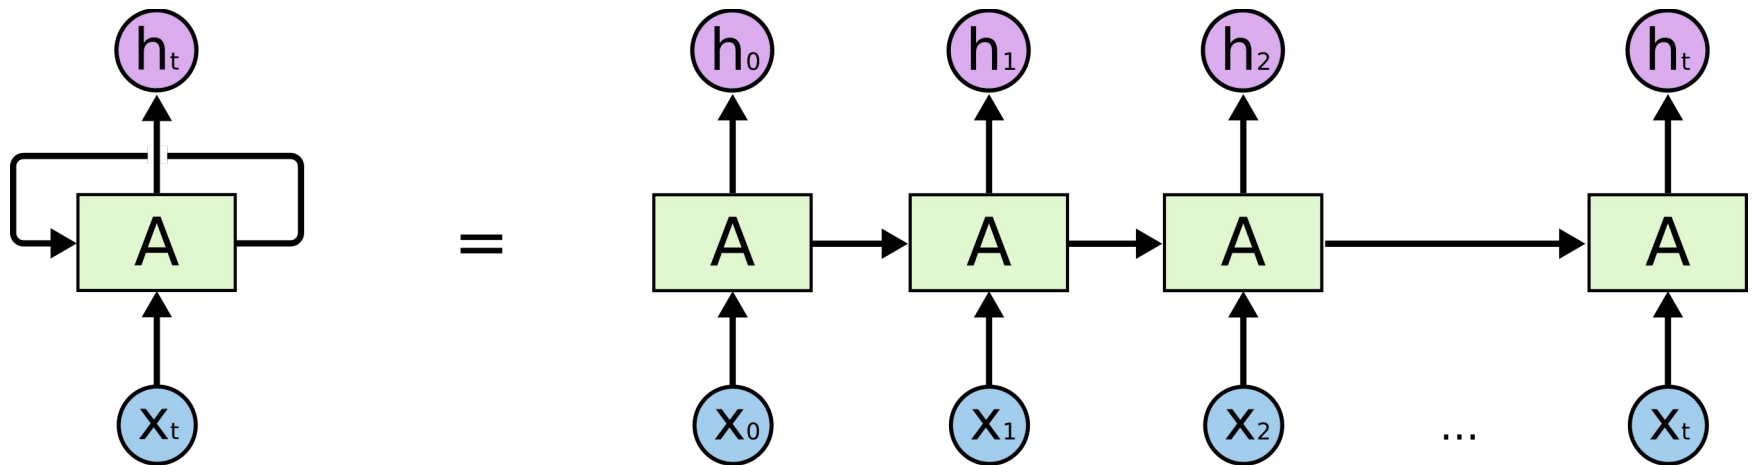 hₜ h₀ h₁ h₂ hₜ
A = A A A A
xₜ x₀ x₁ x₂ ... xₜ